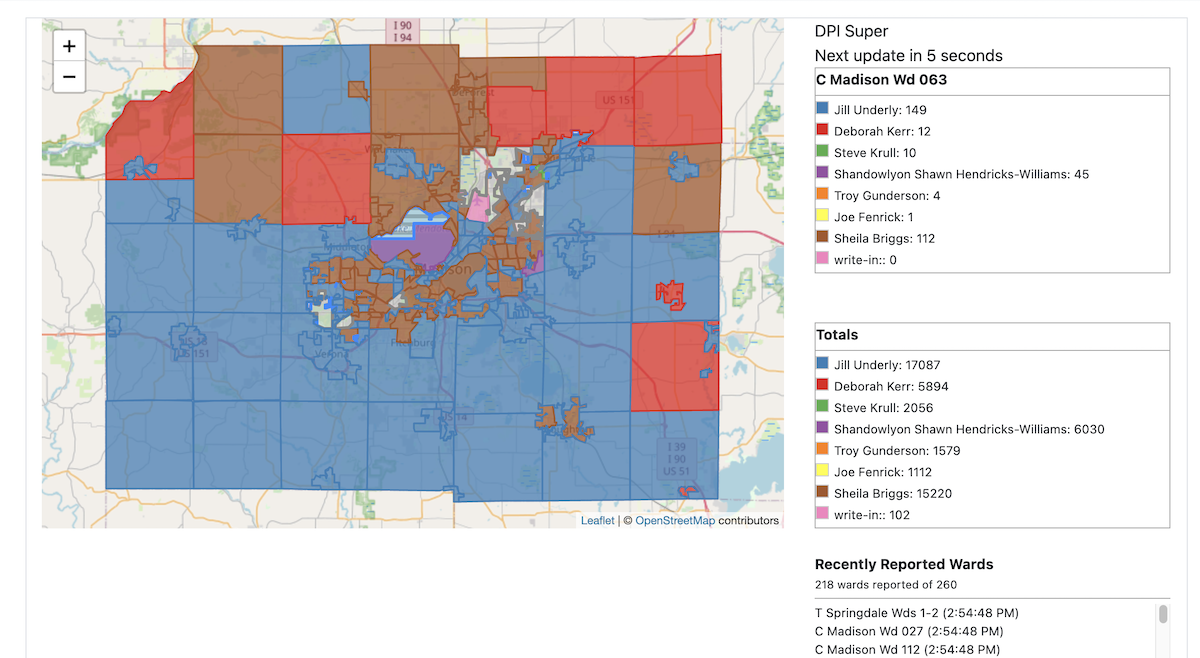 +
−
I 90
I 94
US 151
I 94
US 18
US 151
Verona
Fitchburg
US 14
I 39
I 90
US 51
Leaflet | © OpenStreetMap contributors
DPI Super
Next update in 5 seconds
C Madison Wd 063
Jill Underly: 149
Deborah Kerr: 12
Steve Krull: 10
Shandowlyon Shawn Hendricks-Williams: 45
Troy Gunderson: 4
Joe Fenrick: 1
Sheila Briggs: 112
write-in:: 0
Totals
Jill Underly: 17087
Deborah Kerr: 5894
Steve Krull: 2056
Shandowlyon Shawn Hendricks-Williams: 6030
Troy Gunderson: 1579
Joe Fenrick: 1112
Sheila Briggs: 15220
write-in:: 102
Recently Reported Wards
218 wards reported of 260
T Springdale Wds 1-2 (2:54:48 PM)
C Madison Wd 027 (2:54:48 PM)
C Madison Wd 112 (2:54:48 PM)